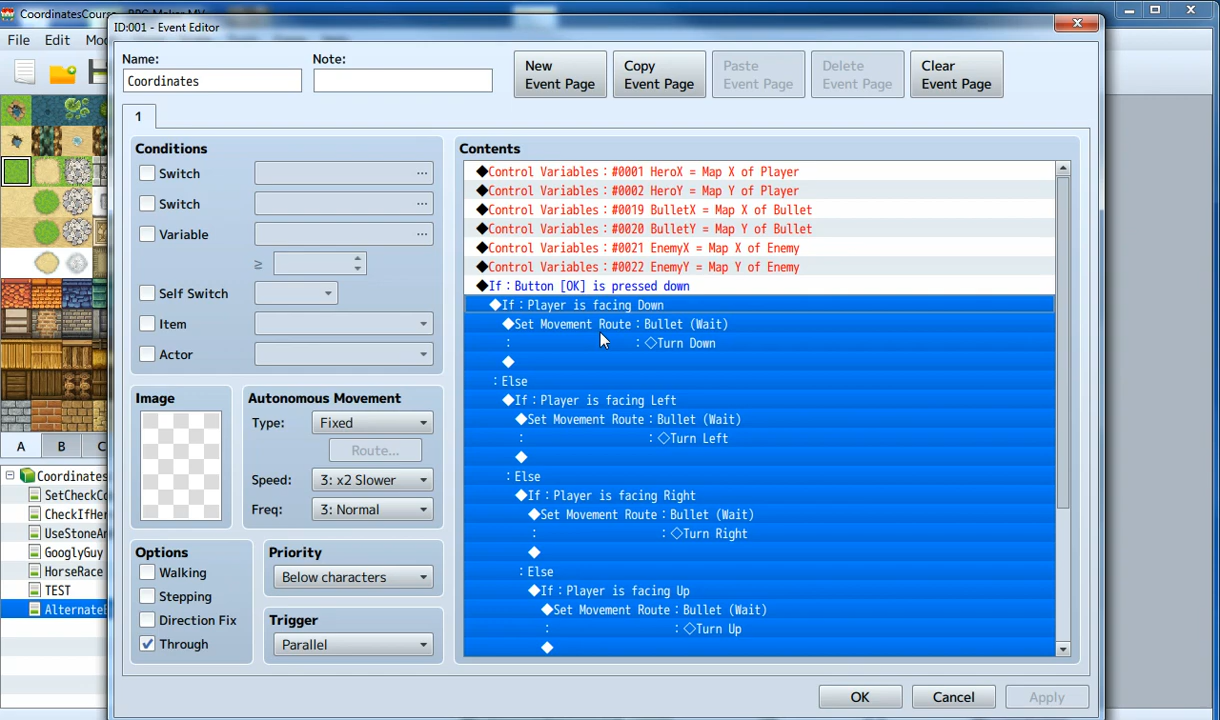 CoordinatesCours
ID:001 - Event Editor
File Edit Mo
Name: Note:
Coordinates
New Event Page
Copy Event Page
Paste Event Page
Delete Event Page
Clear Event Page
1
Conditions
Switch ...
Switch ...
Variable ...
≥
Self Switch
Item
Actor
Image
Autonomous Movement
Type: Fixed
Route...
Speed: 3: x2 Slower
Freq: 3: Normal
Options
Walking
Stepping
Direction Fix
Through
Priority
Below characters
Trigger
Parallel
Contents
◆Control Variables : #0001 HeroX = Map X of Player
◆Control Variables : #0002 HeroY = Map Y of Player
◆Control Variables : #0019 BulletX = Map X of Bullet
◆Control Variables : #0020 BulletY = Map Y of Bullet
◆Control Variables : #0021 EnemyX = Map X of Enemy
◆Control Variables : #0022 EnemyY = Map Y of Enemy
◆If : Button [OK] is pressed down
◆If : Player is facing Down
◆Set Movement Route : Bullet (Wait)
: : ◇Turn Down
◆
: Else
◆If : Player is facing Left
◆Set Movement Route : Bullet (Wait)
: : ◇Turn Left
◆
: Else
◆If : Player is facing Right
◆Set Movement Route : Bullet (Wait)
: : ◇Turn Right
◆
: Else
◆If : Player is facing Up
◆Set Movement Route : Bullet (Wait)
: : ◇Turn Up
◆
A B C
Coordinates
SetCheckCo
CheckIfHer
UseStoneAn
GooglyGuy
HorseRace
TEST
AlternateB
OK Cancel Apply